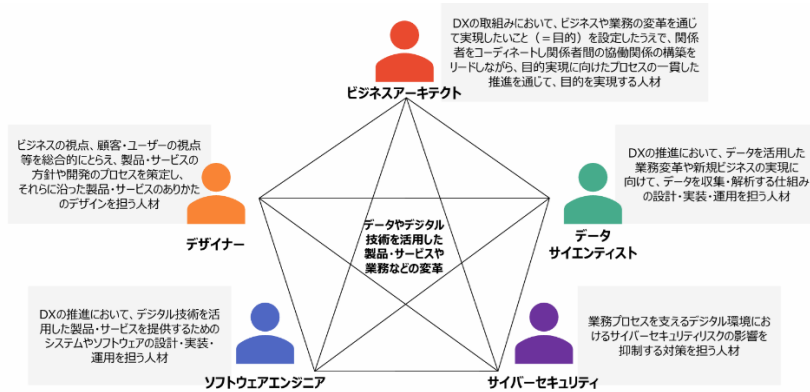 DXの取組みにおいて、ビジネスや業務の変革を通じ
て実現したいこと（＝目的）を設定したうえで、関係
者をコーディネートし関係者間の協働関係の構築を
リードしながら、目的実現に向けたプロセスの一貫した
推進を通じて、目的を実現する人材
ビジネスアーキテクト
ビジネスの視点、顧客・ユーザーの視点
等を総合的にとらえ、製品・サービスの
方針や開発のプロセスを策定し、
それらに沿った製品・サービスのありかた
のデザインを担う人材
デザイナー
DXの推進において、データを活用した
業務変革や新規ビジネスの実現に
向けて、データを収集・解析する仕組み
の設計・実装・運用を担う人材
データ
サイエンティスト
データやデジタル
技術を活用した
製品・サービスや
業務などの変革
DXの推進において、デジタル技術を活
用した製品・サービスを提供するための
システムやソフトウェアの設計・実装・
運用を担う人材
ソフトウェアエンジニア
業務プロセスを支えるデジタル環境にお
けるサイバーセキュリティリスクの影響を
抑制する対策を担う人材
サイバーセキュリティ